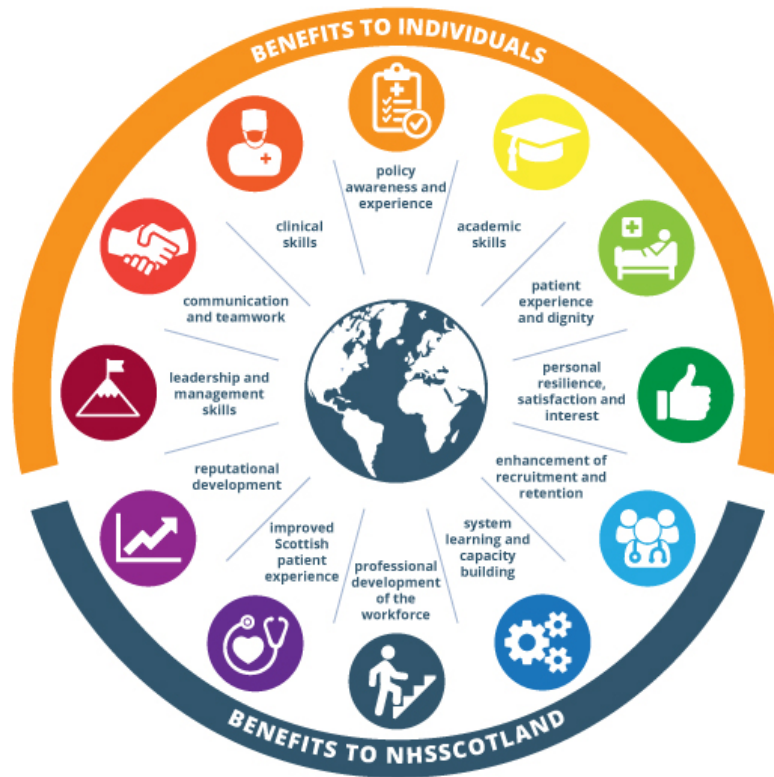 BENEFITS TO INDIVIDUALS
policy
awareness and
experience
clinical
skills
academic
skills
communication
and teamwork
patient
experience
and dignity
leadership and
management
skills
personal
resilience,
satisfaction and
interest
reputational
development
enhancement of
recruitment and
retention
improved
Scottish
patient
experience
professional
development
of the
workforce
system
learning and
capacity
building
BENEFITS TO NHSSCOTLAND